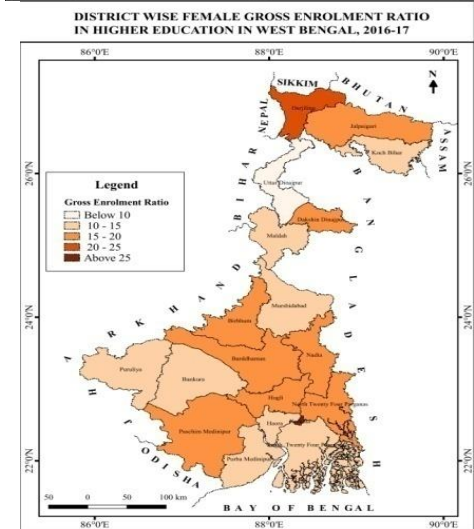 DISTRICT WISE FEMALE GROSS ENROLMENT RATIO
IN HIGHER EDUCATION IN WEST BENGAL, 2016-17
86°0'E 88°0'E 90°0'E
SIKKIM
BHUTAN
N
NEPAL
Darjiling
Jalpaiguri
Koch Bihar
ASSAM
26°0'N 26°0'N
BIHAR
Uttar Dinajpur
BANGLADESH
Legend
Gross Enrolment Ratio
Below 10
10 - 15
15 - 20
20 - 25
Above 25
Dakshin Dinajpur
Maldah
24°0'N 24°0'N
JHARKHAND
Murshidabad
Birbhum
Barddhaman
Nadia
Puruliya
Bankura
Hugli
North Twenty Four Parganas
Paschim Medinipur
Haora
Twenty Four
Purba Medinipur
22°0'N 22°0'N
ODISHA
50 0 50 100 km
BAY OF BENGAL
86°0'E 88°0'E 90°0'E